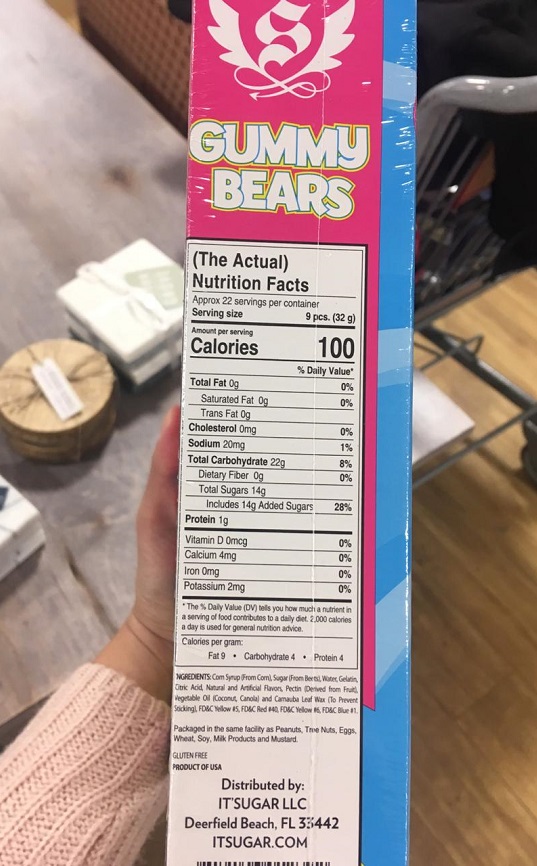 S
GUMMY
BEARS
(The Actual)
Nutrition Facts
Approx 22 servings per container
Serving size 9 pcs. (32 g)
Amount per serving
Calories 100
% Daily Value*
Total Fat 0g 0%
Saturated Fat 0g 0%
Trans Fat 0g
Cholesterol 0mg 0%
Sodium 20mg 1%
Total Carbohydrate 22g 8%
Dietary Fiber 0g 0%
Total Sugars 14g
Includes 14g Added Sugars 28%
Protein 1g
Vitamin D 0mcg 0%
Calcium 4mg 0%
Iron 0mg 0%
Potassium 2mg 0%
* The % Daily Value (DV) tells you how much a nutrient in
a serving of food contributes to a daily diet. 2,000 calories
a day is used for general nutrition advice.
Calories per gram:
Fat 9 • Carbohydrate 4 • Protein 4
INGREDIENTS: Corn Syrup (From Corn), Sugar (From Beets), Water, Gelatin,
Citric Acid, Natural and Artificial Flavors, Pectin (Derived from Fruit),
Vegetable Oil (Coconut, Canola) and Carnauba Leaf Wax (To Prevent
Sticking), FD&C Yellow #5, FD&C Red #40, FD&C Yellow #6, FD&C Blue #1.
Packaged in the same facility as Peanuts, Tree Nuts, Eggs,
Wheat, Soy, Milk Products and Mustard.
GLUTEN FREE
PRODUCT OF USA
Distributed by:
IT'SUGAR LLC
Deerfield Beach, FL 33442
ITSUGAR.COM